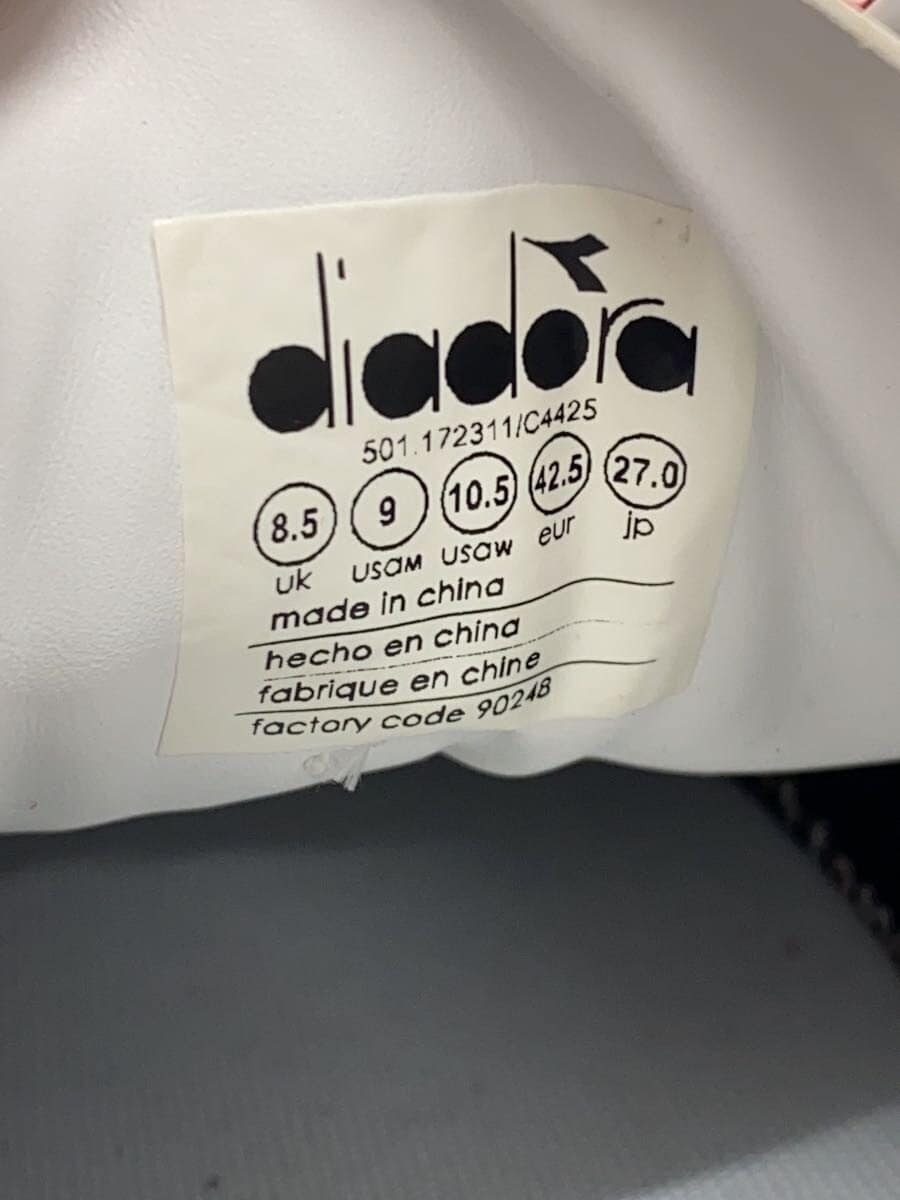 diadora
501.172311/C4425
8.5 9 10.5 42.5 27.0
uk usam usaw eur jp
made in china
hecho en china
fabrique en chine
factory code 90248